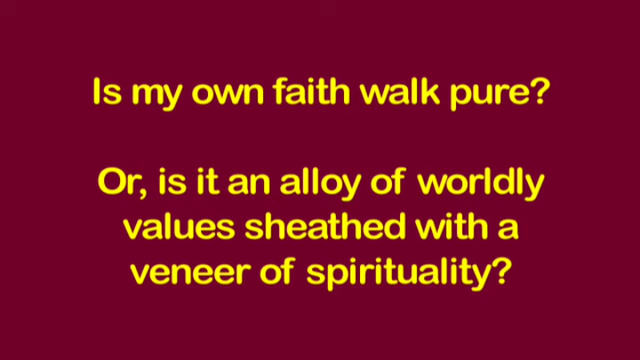 Is my own faith walk pure?
Or, is it an alloy of worldly
values sheathed with a
veneer of spirituality?